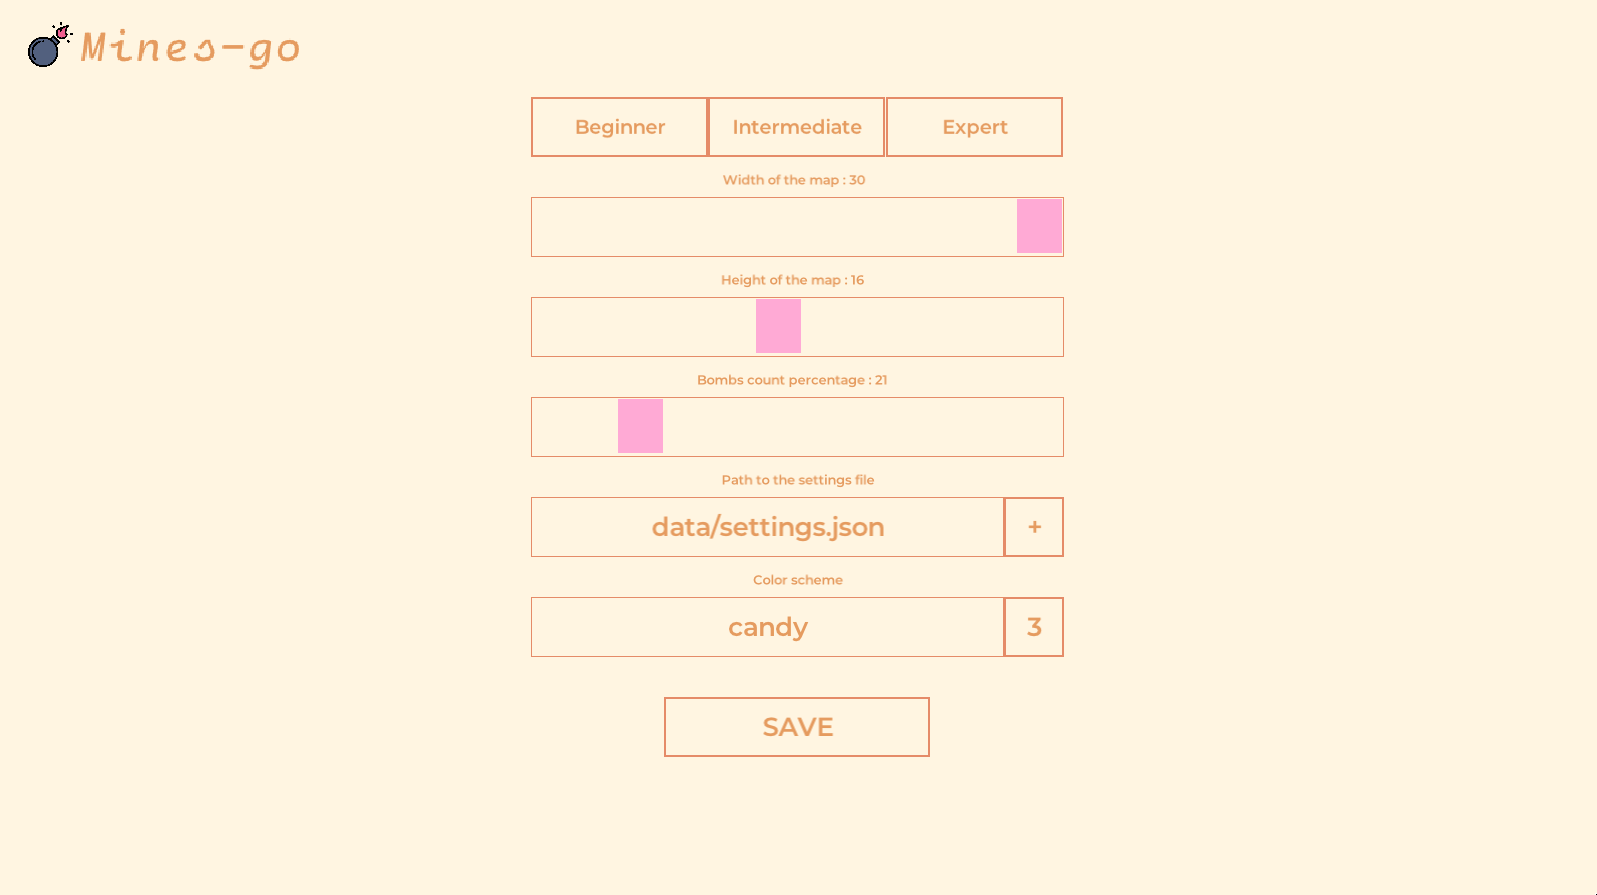 Mines-go
Beginner Intermediate Expert
Width of the map : 30
Height of the map : 16
Bombs count percentage : 21
Path to the settings file
data/settings.json +
Color scheme
candy 3
SAVE